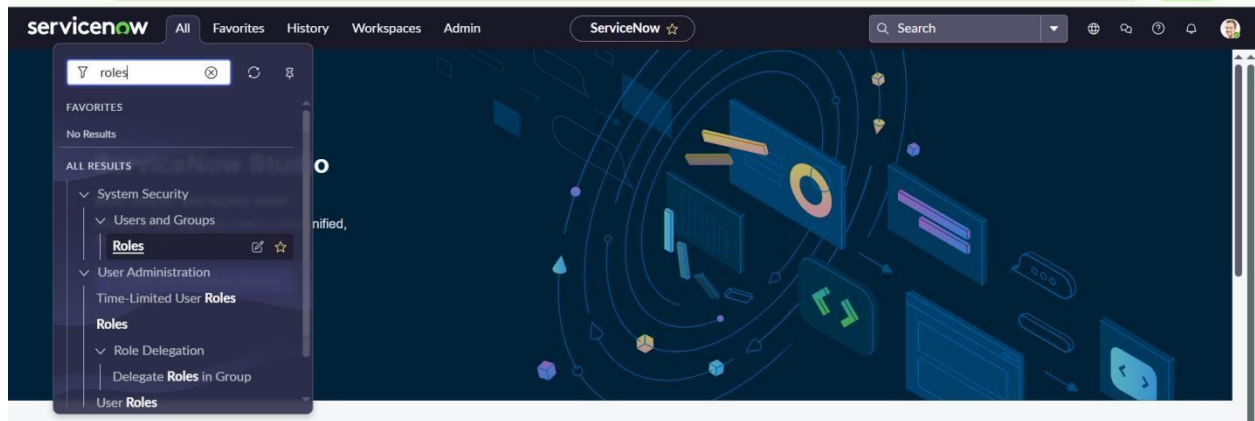 servicenow All Favorites History Workspaces Admin ServiceNow Search
roles
FAVORITES
No Results
ALL RESULTS
o
System Security
Users and Groups
nified,
Roles
User Administration
Time-Limited User Roles
Roles
Role Delegation
Delegate Roles in Group
User Roles